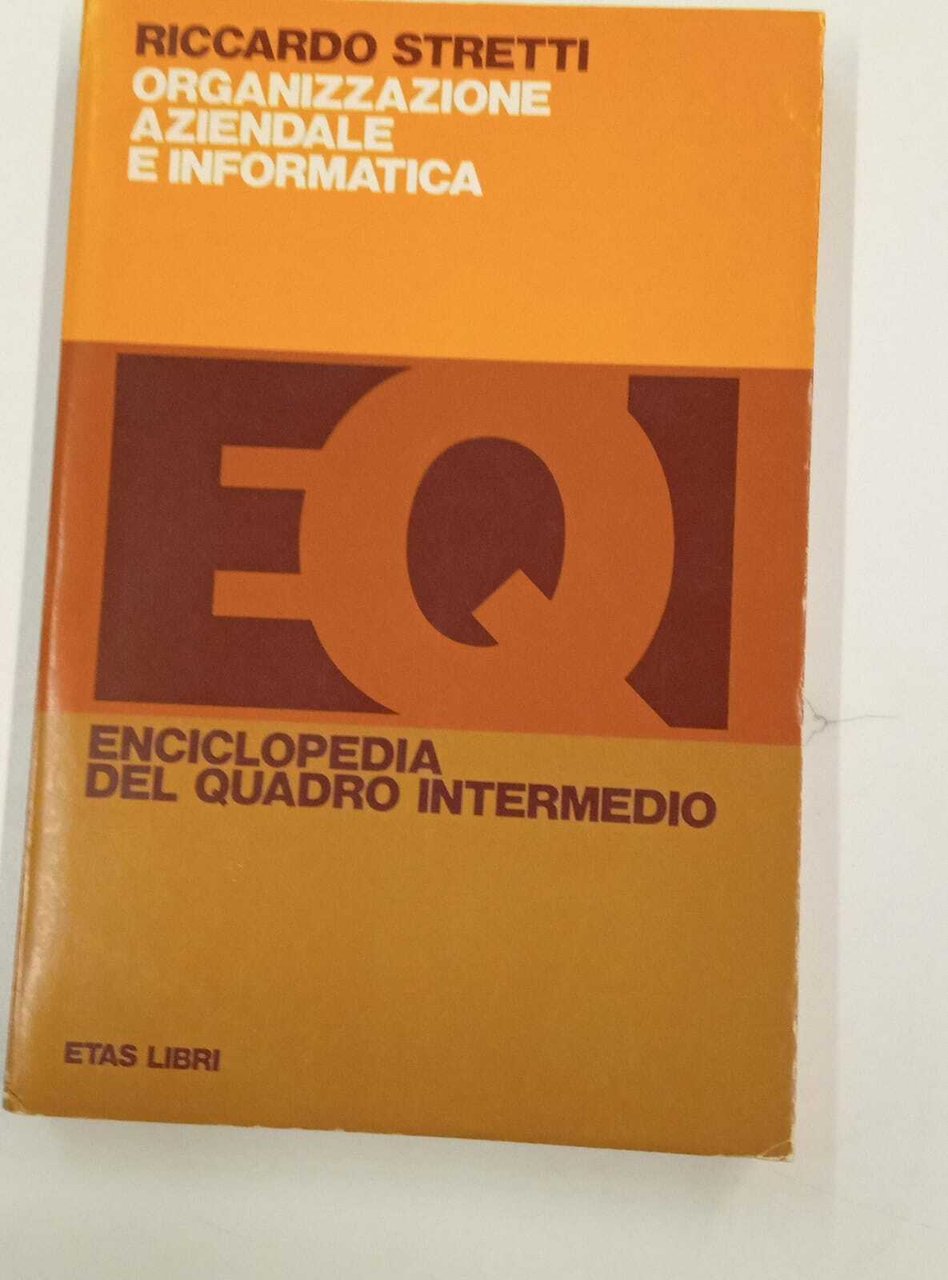 RICCARDO STRETTI
ORGANIZZAZIONE
AZIENDALE
E INFORMATICA
EQI
ENCICLOPEDIA
DEL QUADRO INTERMEDIO
ETAS LIBRI